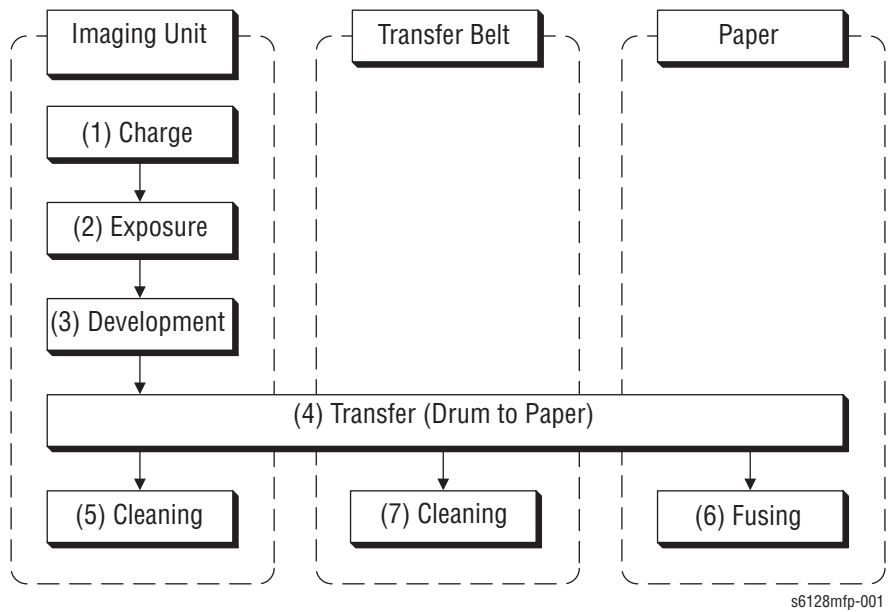 Imaging Unit
Transfer Belt
Paper
(1) Charge
(2) Exposure
(3) Development
(4) Transfer (Drum to Paper)
(5) Cleaning
(7) Cleaning
(6) Fusing
s6128mfp-001